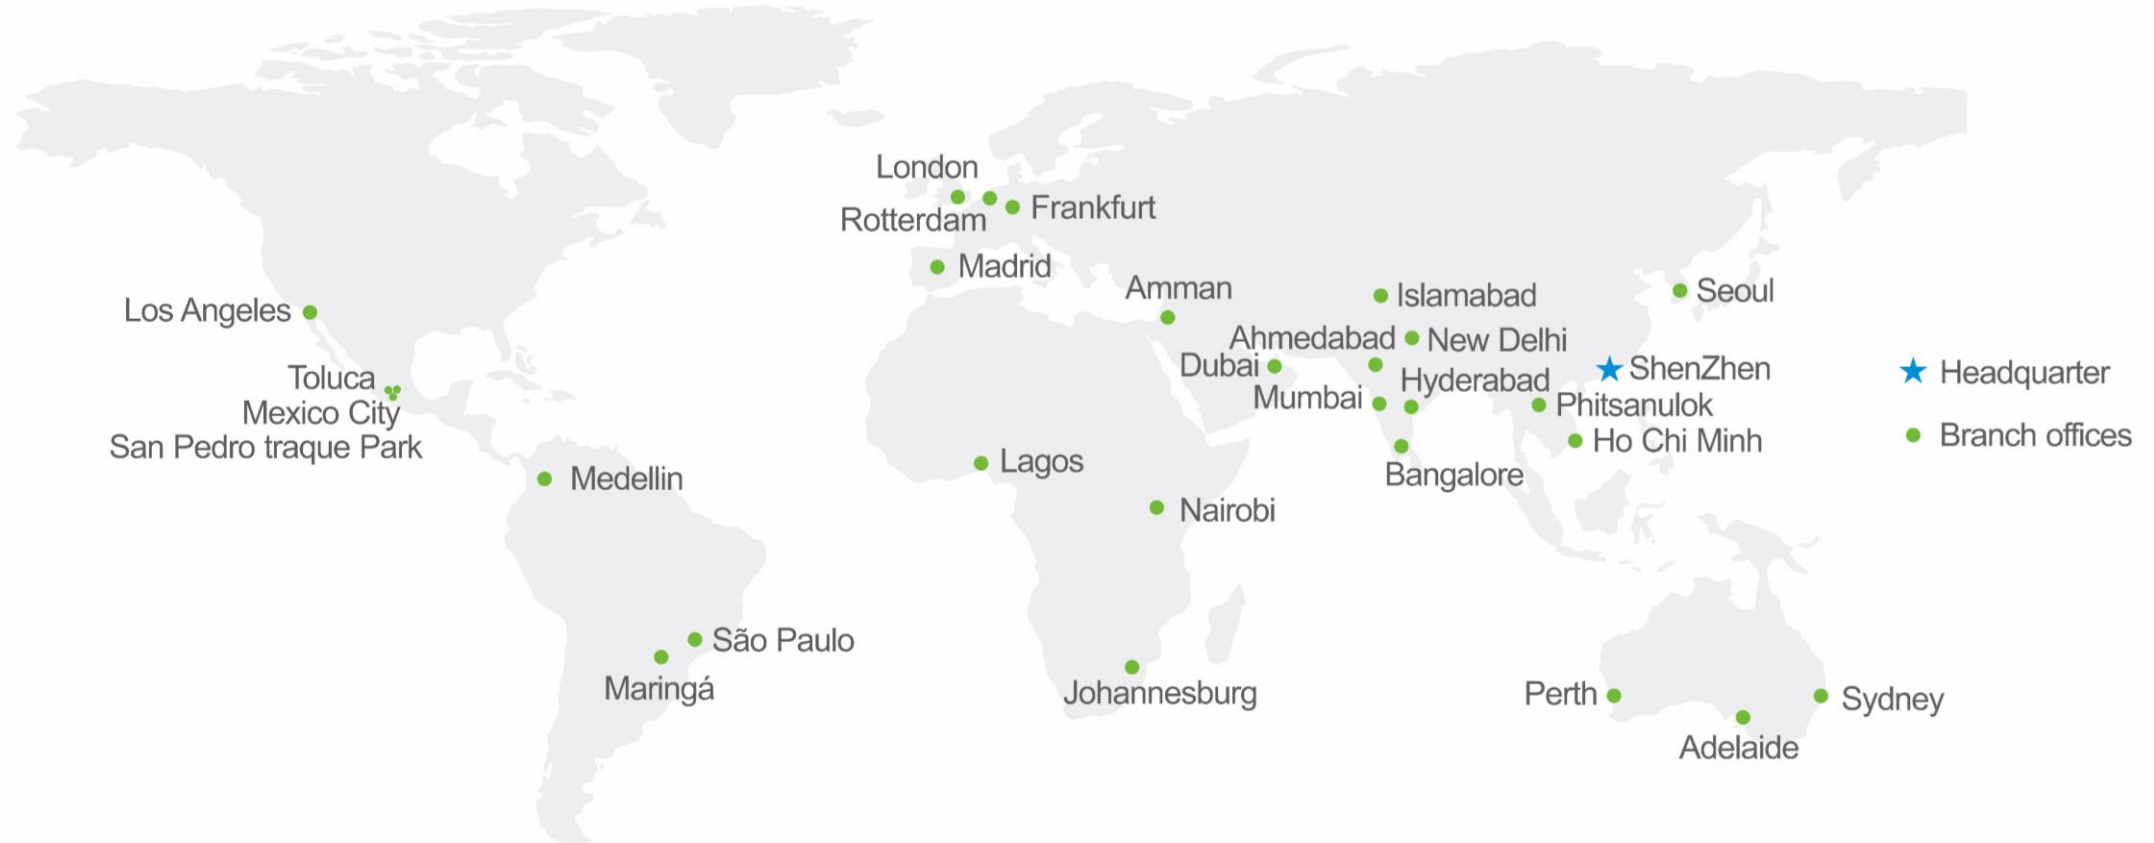 London
Rotterdam
Frankfurt
Madrid
Amman
Islamabad
Seoul
Los Angeles
Ahmedabad
New Delhi
Dubai
ShenZhen
Headquarter
Toluca
Hyderabad
Mumbai
Phitsanulok
Mexico City
Ho Chi Minh
Branch offices
San Pedro traque Park
Lagos
Bangalore
Medellin
Nairobi
São Paulo
Maringá
Johannesburg
Perth
Sydney
Adelaide